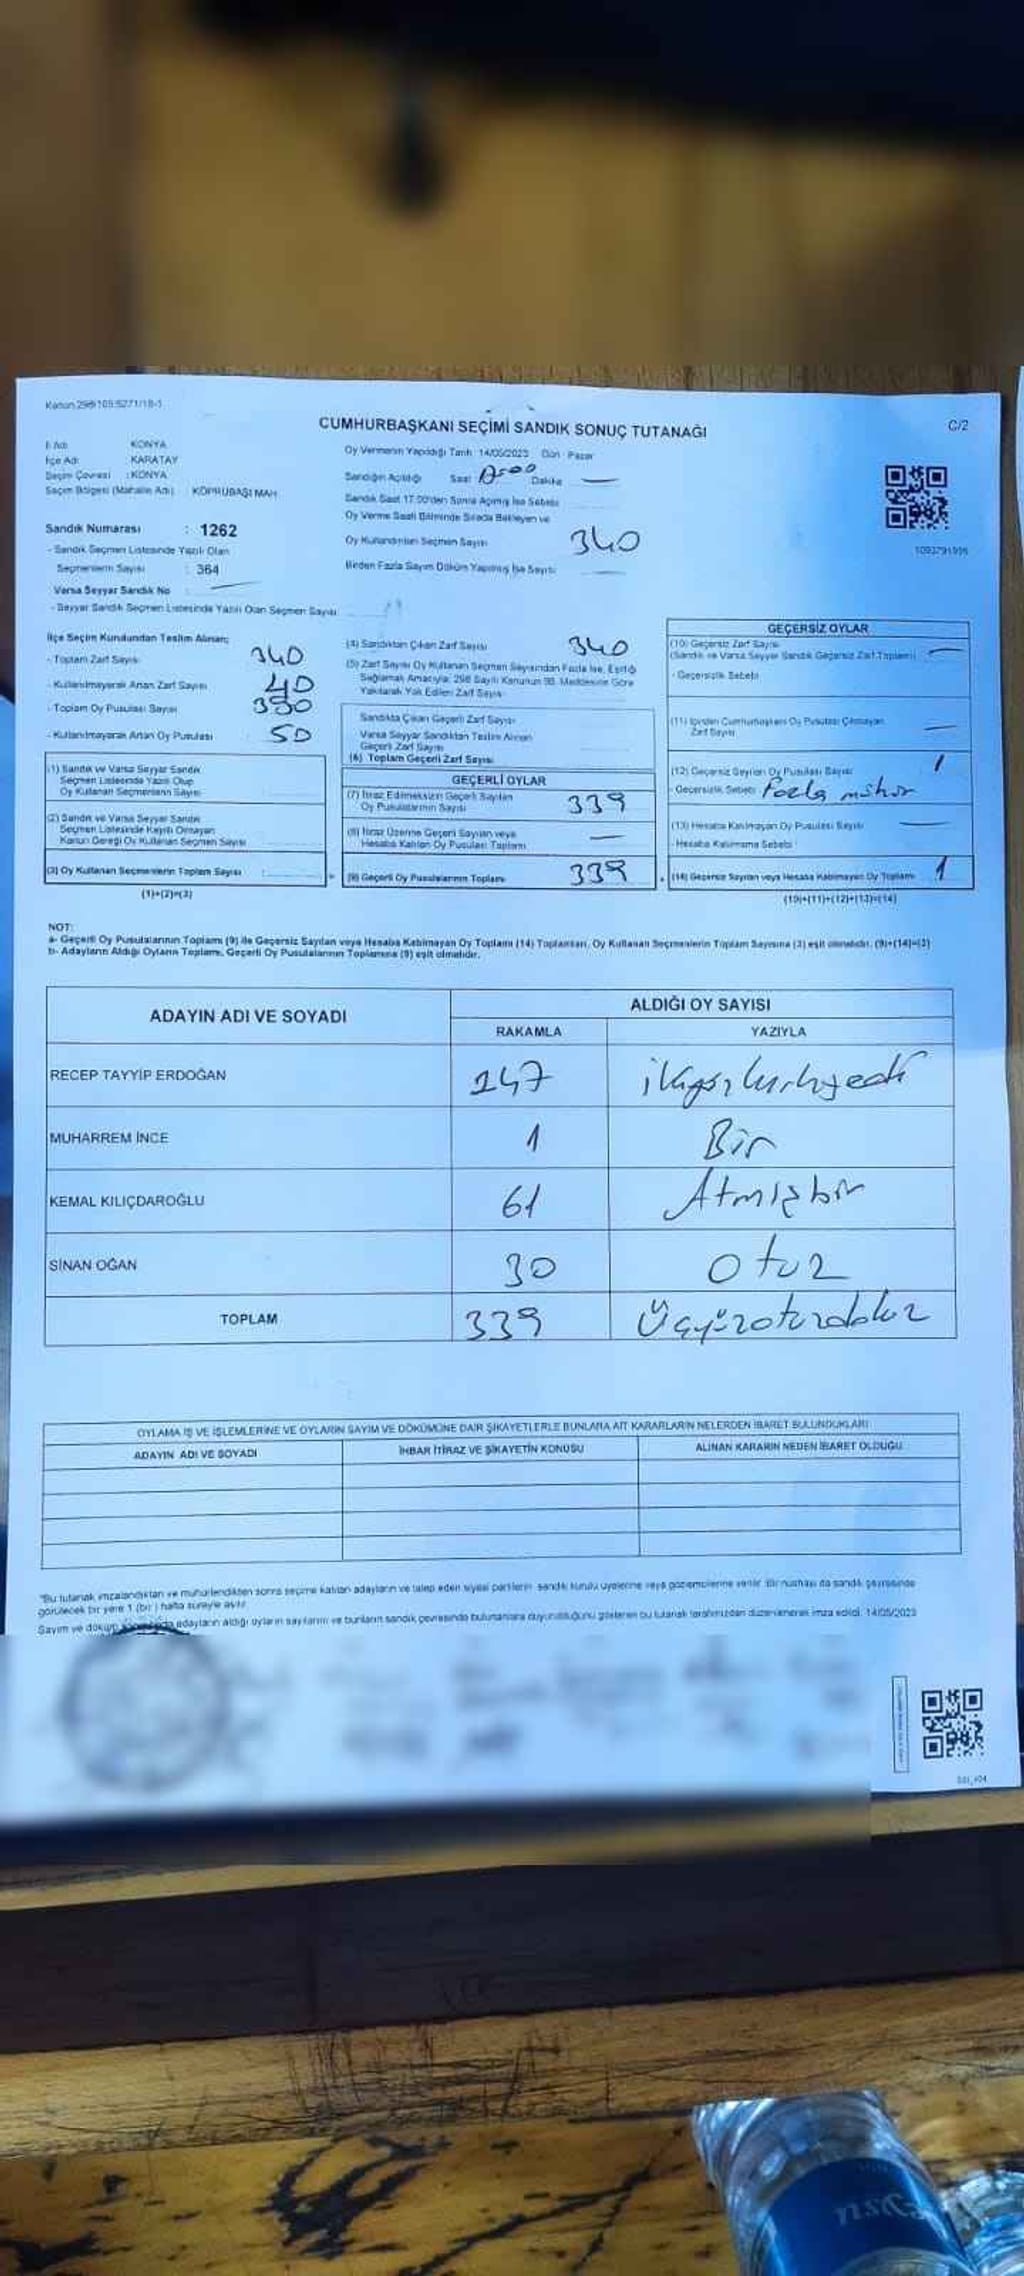 Kanun 298/105 5271/18-1
CUMHURBAŞKANI SEÇİMİ SANDIK SONUÇ TUTANAĞI
C/2
İl Adı KONYA
İlçe Adı KARATAY
Seçim Çevresi : KONYA
Seçim Bölgesi (Mahalle Adı) : KÖPRÜBAŞI MAH.
Oy Vermenin Yapıldığı Tarih : 14/05/2023 Gün : Pazar
Sandığın Açıldığı Saat Dakika —
Sandık Saat 17.00'den Sonra Açılmış İse Sebebi
Oy Verme Saati Bitiminde Sırada Bekleyen ve
Oy Kullandırılan Seçmen Sayısı 340
Birden Fazla Sayım Döküm Yapılmış İse Sayısı
Sandık Numarası : 1262
- Sandık Seçmen Listesinde Yazılı Olan
Seçmenlerin Sayısı : 364
Varsa Seyyar Sandık No
- Seyyar Sandık Seçmen Listesinde Yazılı Olan Seçmen Sayısı
İlçe Seçim Kurulundan Teslim Alınan;
- Toplam Zarf Sayısı 340
- Kullanılmayarak Artan Zarf Sayısı 40
- Toplam Oy Pusulası Sayısı
- Kullanılmayarak Artan Oy Pusulası 50
(1) Sandık ve Varsa Seyyar Sandık
Seçmen Listesinde Yazılı Olup
Oy Kullanan Seçmenlerin Sayısı
(2) Sandık ve Varsa Seyyar Sandık
Seçmen Listesinde Kayıtlı Olmayan
Kanun Gereği Oy Kullanan Seçmen Sayısı
(3) Oy Kullanan Seçmenlerin Toplam Sayısı :
(1)+(2)=(3)
(4) Sandıktan Çıkan Zarf Sayısı 340
(5) Zarf Sayısı Oy Kullanan Seçmen Sayısından Fazla İse, Eşitliği
Sağlamak Amacıyla; 298 Sayılı Kanunun 98. Maddesine Göre
Yakılarak Yok Edilen Zarf Sayısı
Sandıkta Çıkan Geçerli Zarf Sayısı
Varsa Seyyar Sandıktan Teslim Alınan
Geçerli Zarf Sayısı
(6) Toplam Geçerli Zarf Sayısı
GEÇERLİ OYLAR
(7) İtiraz Edilmeksizin Geçerli Sayılan
Oy Pusulalarının Sayısı 339
(8) İtiraz Üzerine Geçerli Sayılan veya
Hesaba Katılan Oy Pusulası Toplamı —
(9) Geçerli Oy Pusulalarının Toplamı 339
GEÇERSİZ OYLAR
(10) Geçersiz Zarf Sayısı
(Sandık ve Varsa Seyyar Sandık Geçersiz Zarf Toplamı) —
- Geçersizlik Sebebi
(11) İçinden Cumhurbaşkanı Oy Pusulası Çıkmayan
Zarf Sayısı —
(12) Geçersiz Sayılan Oy Pusulası Sayısı 1
- Geçersizlik Sebebi Fazla mühür
(13) Hesaba Katılmayan Oy Pusulası Sayısı —
- Hesaba Katılmama Sebebi
(14) Geçersiz Sayılan veya Hesaba Katılmayan Oy Toplamı 1
(10)+(11)+(12)+(13)=(14)
NOT:
a- Geçerli Oy Pusulalarının Toplamı (9) ile Geçersiz Sayılan veya Hesaba Katılmayan Oy Toplamı (14) Toplamları, Oy Kullanan Seçmenlerin Toplam Sayısına (3) eşit olmalıdır. (9)+(14)=(3)
b- Adayların Aldığı Oyların Toplamı, Geçerli Oy Pusulalarının Toplamına (9) eşit olmalıdır.
ADAYIN ADI VE SOYADI
ALDIĞI OY SAYISI
RAKAMLA YAZIYLA
RECEP TAYYİP ERDOĞAN 247
MUHARREM İNCE 1 Bir
KEMAL KILIÇDAROĞLU 61 Atmışbir
SİNAN OĞAN 30 Otuz
TOPLAM 339 Üçyüzotuzdokuz
OYLAMA İŞ VE İŞLEMLERİNE VE OYLARIN SAYIM VE DÖKÜMÜNE DAİR ŞİKAYETLERLE BUNLARA AİT KARARLARIN NELERDEN İBARET BULUNDUKLARI
ADAYIN ADI VE SOYADI
İHBAR İTİRAZ VE ŞİKAYETİN KONUSU
ALINAN KARARIN NEDEN İBARET OLDUĞU
"Bu tutanak imzalandıktan ve mühürlendikten sonra seçime katılan adayların ve talep eden siyasi partilerin sandık kurulu üyelerine veya gözlemcilerine verilir. Bir nüshası da sandık çevresinde
görülecek bir yere 1 (bir) hafta süreyle asılır.
Sayım ve döküm adayların aldığı oyların sayılarını ve bunların sandık çevresinde bulunanlara duyurulduğunu gösteren bu tutanak tarafımızdan düzenlenerek imza edildi. 14/05/2023